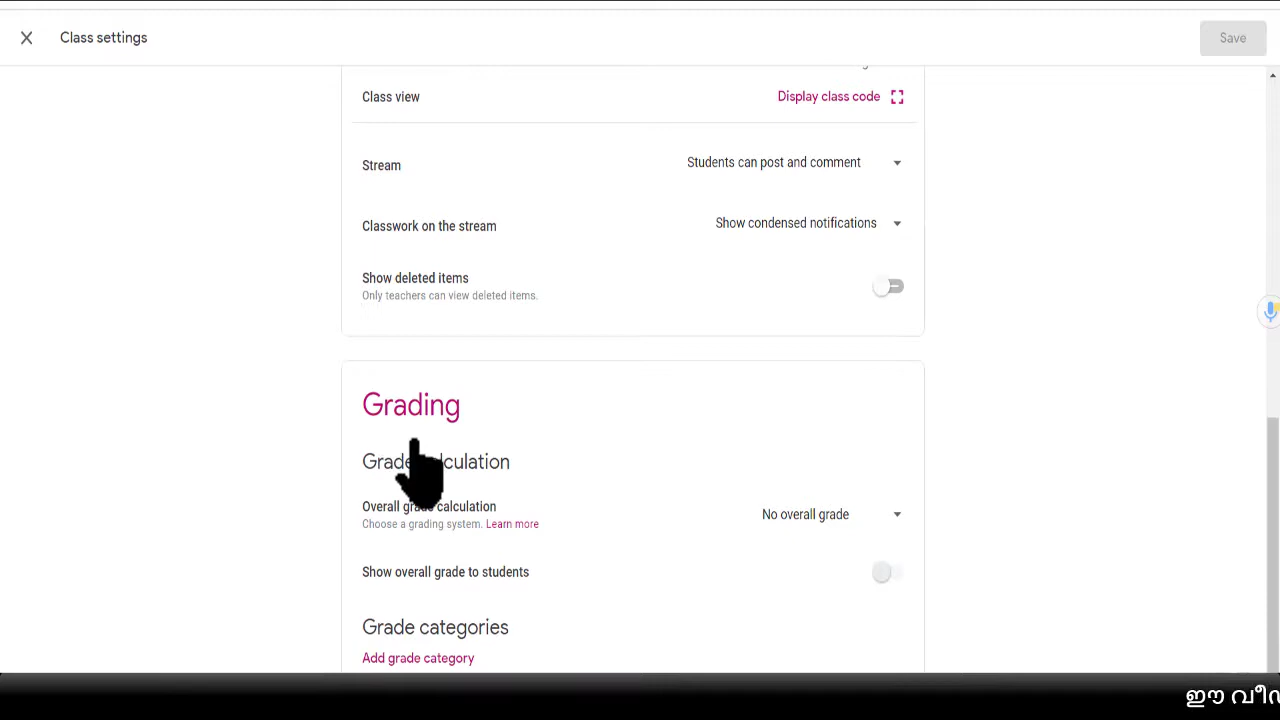 Class settings
Save
Class view
Display class code
Stream
Students can post and comment
Classwork on the stream
Show condensed notifications
Show deleted items
Only teachers can view deleted items.
Grading
Overall grade calculation
Choose a grading system. Learn more
No overall grade
Show overall grade to students
Grade categories
Add grade category
ഈ